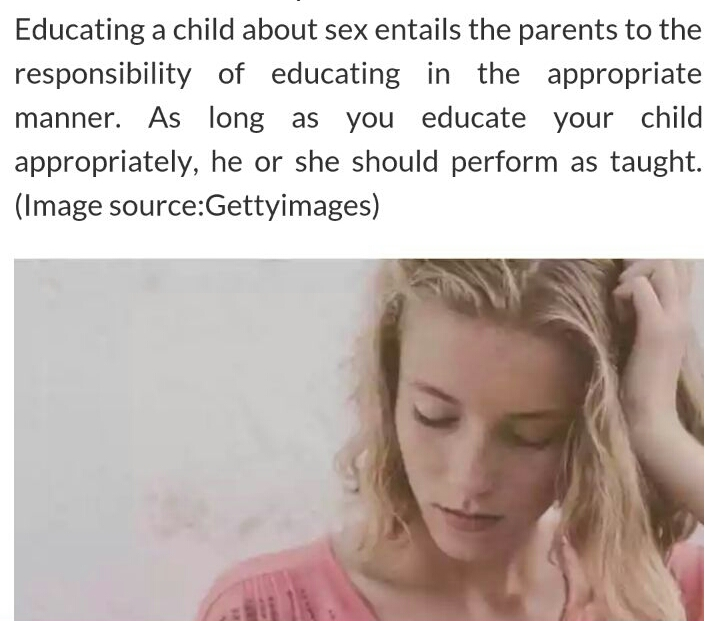 Educating a child about sex entails the parents to the
responsibility of educating in the appropriate
manner. As long as you educate your child
appropriately, he or she should perform as taught.
(Image source:Gettyimages)